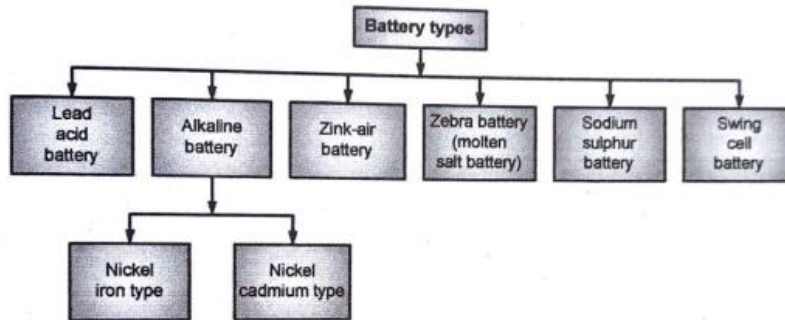 Battery types
Lead
acid
battery
Alkaline
battery
Zink-air
battery
Zebra battery
(molten
salt battery)
Sodium
sulphur
battery
Swing
cell
battery
Nickel
iron type
Nickel
cadmium type